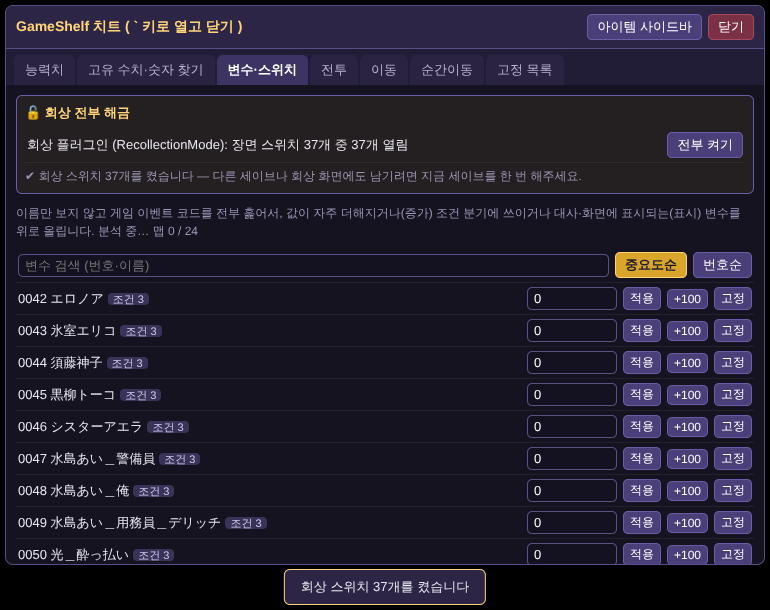 GameShelf 치트 ( ` 키로 열고 닫기 )
아이템 사이드바
닫기
능력치
고유 수치·숫자 찾기
변수·스위치
전투
이동
순간이동
고정 목록
🔓 회상 전부 해금
회상 플러그인 (RecollectionMode): 장면 스위치 37개 중 37개 열림
전부 켜기
✔ 회상 스위치 37개를 켰습니다 — 다른 세이브나 회상 화면에도 남기려면 지금 세이브를 한 번 해주세요.
이름만 보지 않고 게임 이벤트 코드를 전부 훑어서, 값이 자주 더해지거나(증가) 조건 분기에 쓰이거나 대사·화면에 표시되는(표시) 변수를
위로 올립니다. 분석 중… 맵 0 / 24
변수 검색 (번호·이름)
중요도순
번호순
0042 エロノア 조건 3 0 적용 +100 고정
0043 氷室エリコ 조건 3 0 적용 +100 고정
0044 須藤神子 조건 3 0 적용 +100 고정
0045 黒柳トーコ 조건 3 0 적용 +100 고정
0046 シスターアエラ 조건 3 0 적용 +100 고정
0047 水島あい＿警備員 조건 3 0 적용 +100 고정
0048 水島あい＿俺 조건 3 0 적용 +100 고정
0049 水島あい＿用務員＿デリッチ 조건 3 0 적용 +100 고정
0050 光＿酔っ払い 조건 3 0 적용 +100 고정
회상 스위치 37개를 켰습니다